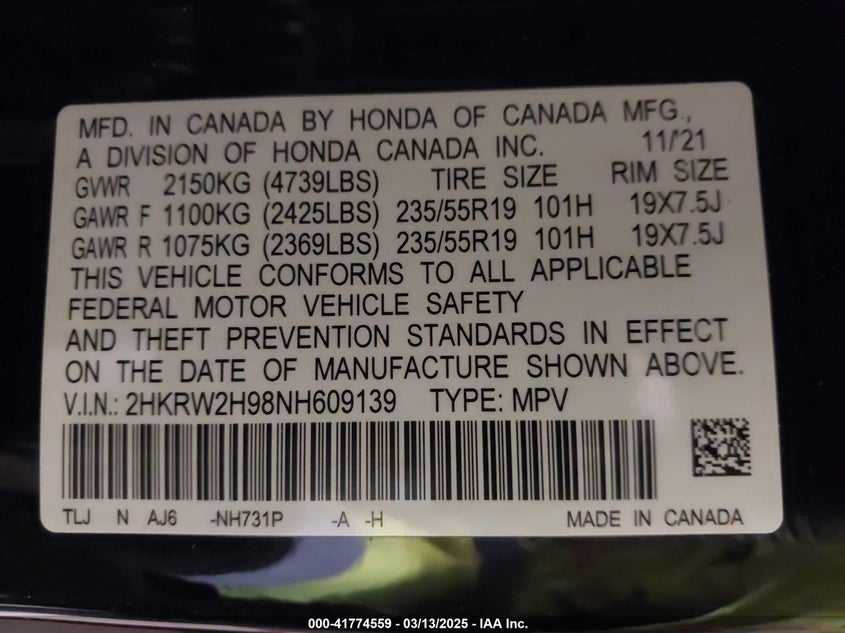 MFD. IN CANADA BY HONDA OF CANADA MFG.,
A DIVISION OF HONDA CANADA INC. 11/'21
GVWR 2150KG (4739LBS) TIRE SIZE RIM SIZE
GAWR F 1100KG (2425LBS) 235/55R19 101H 19X7.5J
GAWR R 1075KG (2369LBS) 235/55R19 101H 19X7.5J
THIS VEHICLE CONFORMS TO ALL APPLICABLE
FEDERAL MOTOR VEHICLE SAFETY
AND THEFT PREVENTION STANDARDS IN EFFECT
ON THE DATE OF MANUFACTURE SHOWN ABOVE.
V.I.N.: 2HKRW2H98NH609139 TYPE: MPV
TLJ N AJ6 -NH731P -A -H MADE IN CANADA
000-41774559 - 03/13/2025 - IAA Inc.